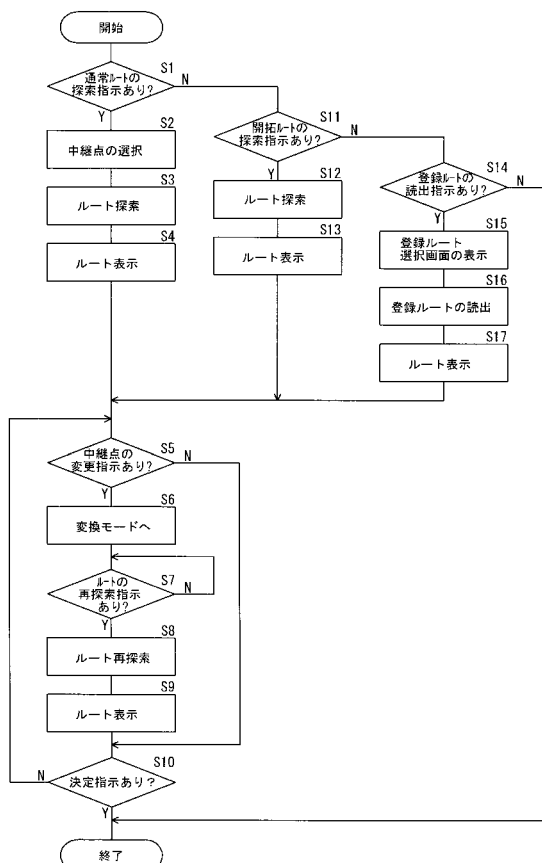 開始
S1
通常ルートの
探索指示あり?
N
Y
S2
中継点の選択
S3
ルート探索
S4
ルート表示
S11
開拓ルートの
探索指示あり?
N
Y
S12
ルート探索
S13
ルート表示
S14
登録ルートの
読出指示あり?
N
Y
S15
登録ルート
選択画面の表示
S16
登録ルートの読出
S17
ルート表示
S5
中継点の
変更指示あり?
N
Y
S6
変換モードへ
S7
ルートの
再探索指示
あり?
N
Y
S8
ルート再探索
S9
ルート表示
S10
決定指示あり?
N
Y
終了